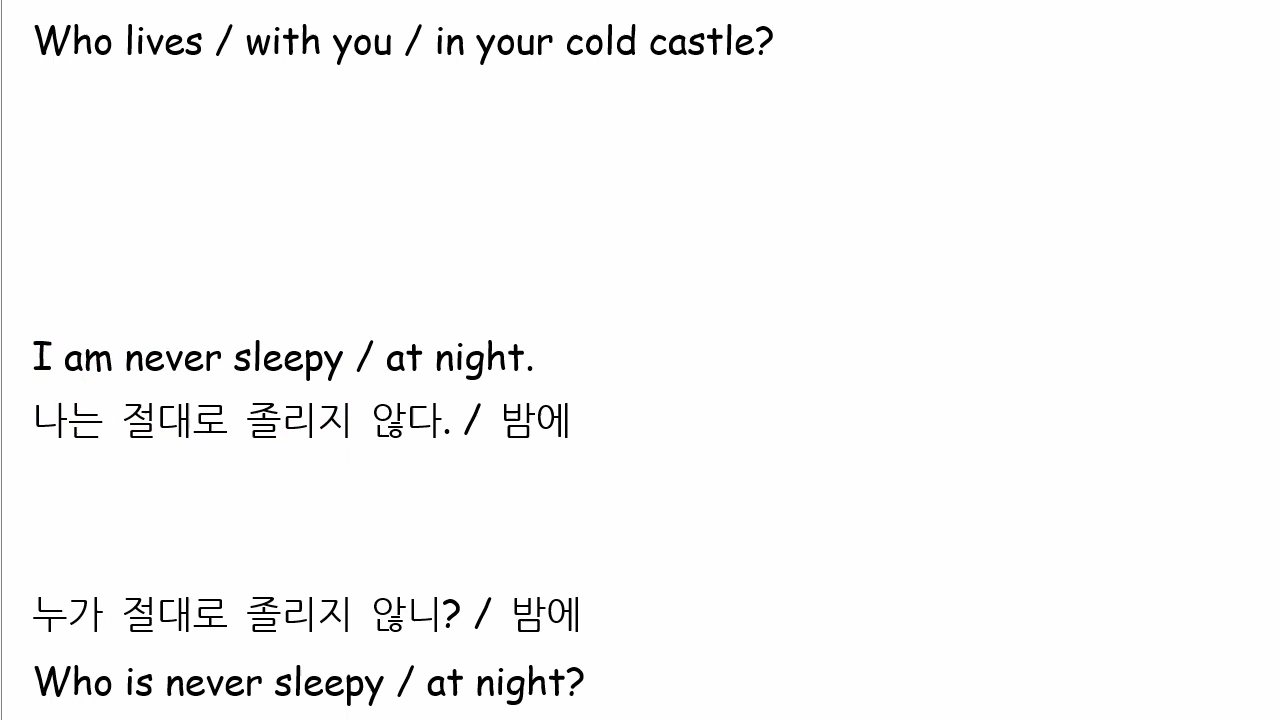 Who lives / with you / in your cold castle?
I am never sleepy / at night.
나는 절대로 졸리지 않다. / 밤에
누가 절대로 졸리지 않니? / 밤에
Who is never sleepy / at night?